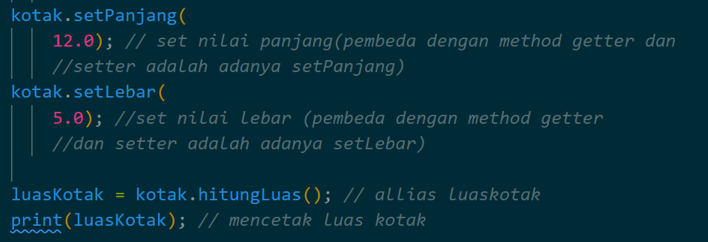 kotak.setPanjang(
12.0); // set nilai panjang(pembeda dengan method getter dan
//setter adalah adanya setPanjang)
kotak.setLebar(
5.0); //set nilai lebar (pembeda dengan method getter
//dan setter adalah adanya setLebar)
luasKotak = kotak.hitungLuas(); // allias luaskotak
print(luasKotak); // mencetak luas kotak